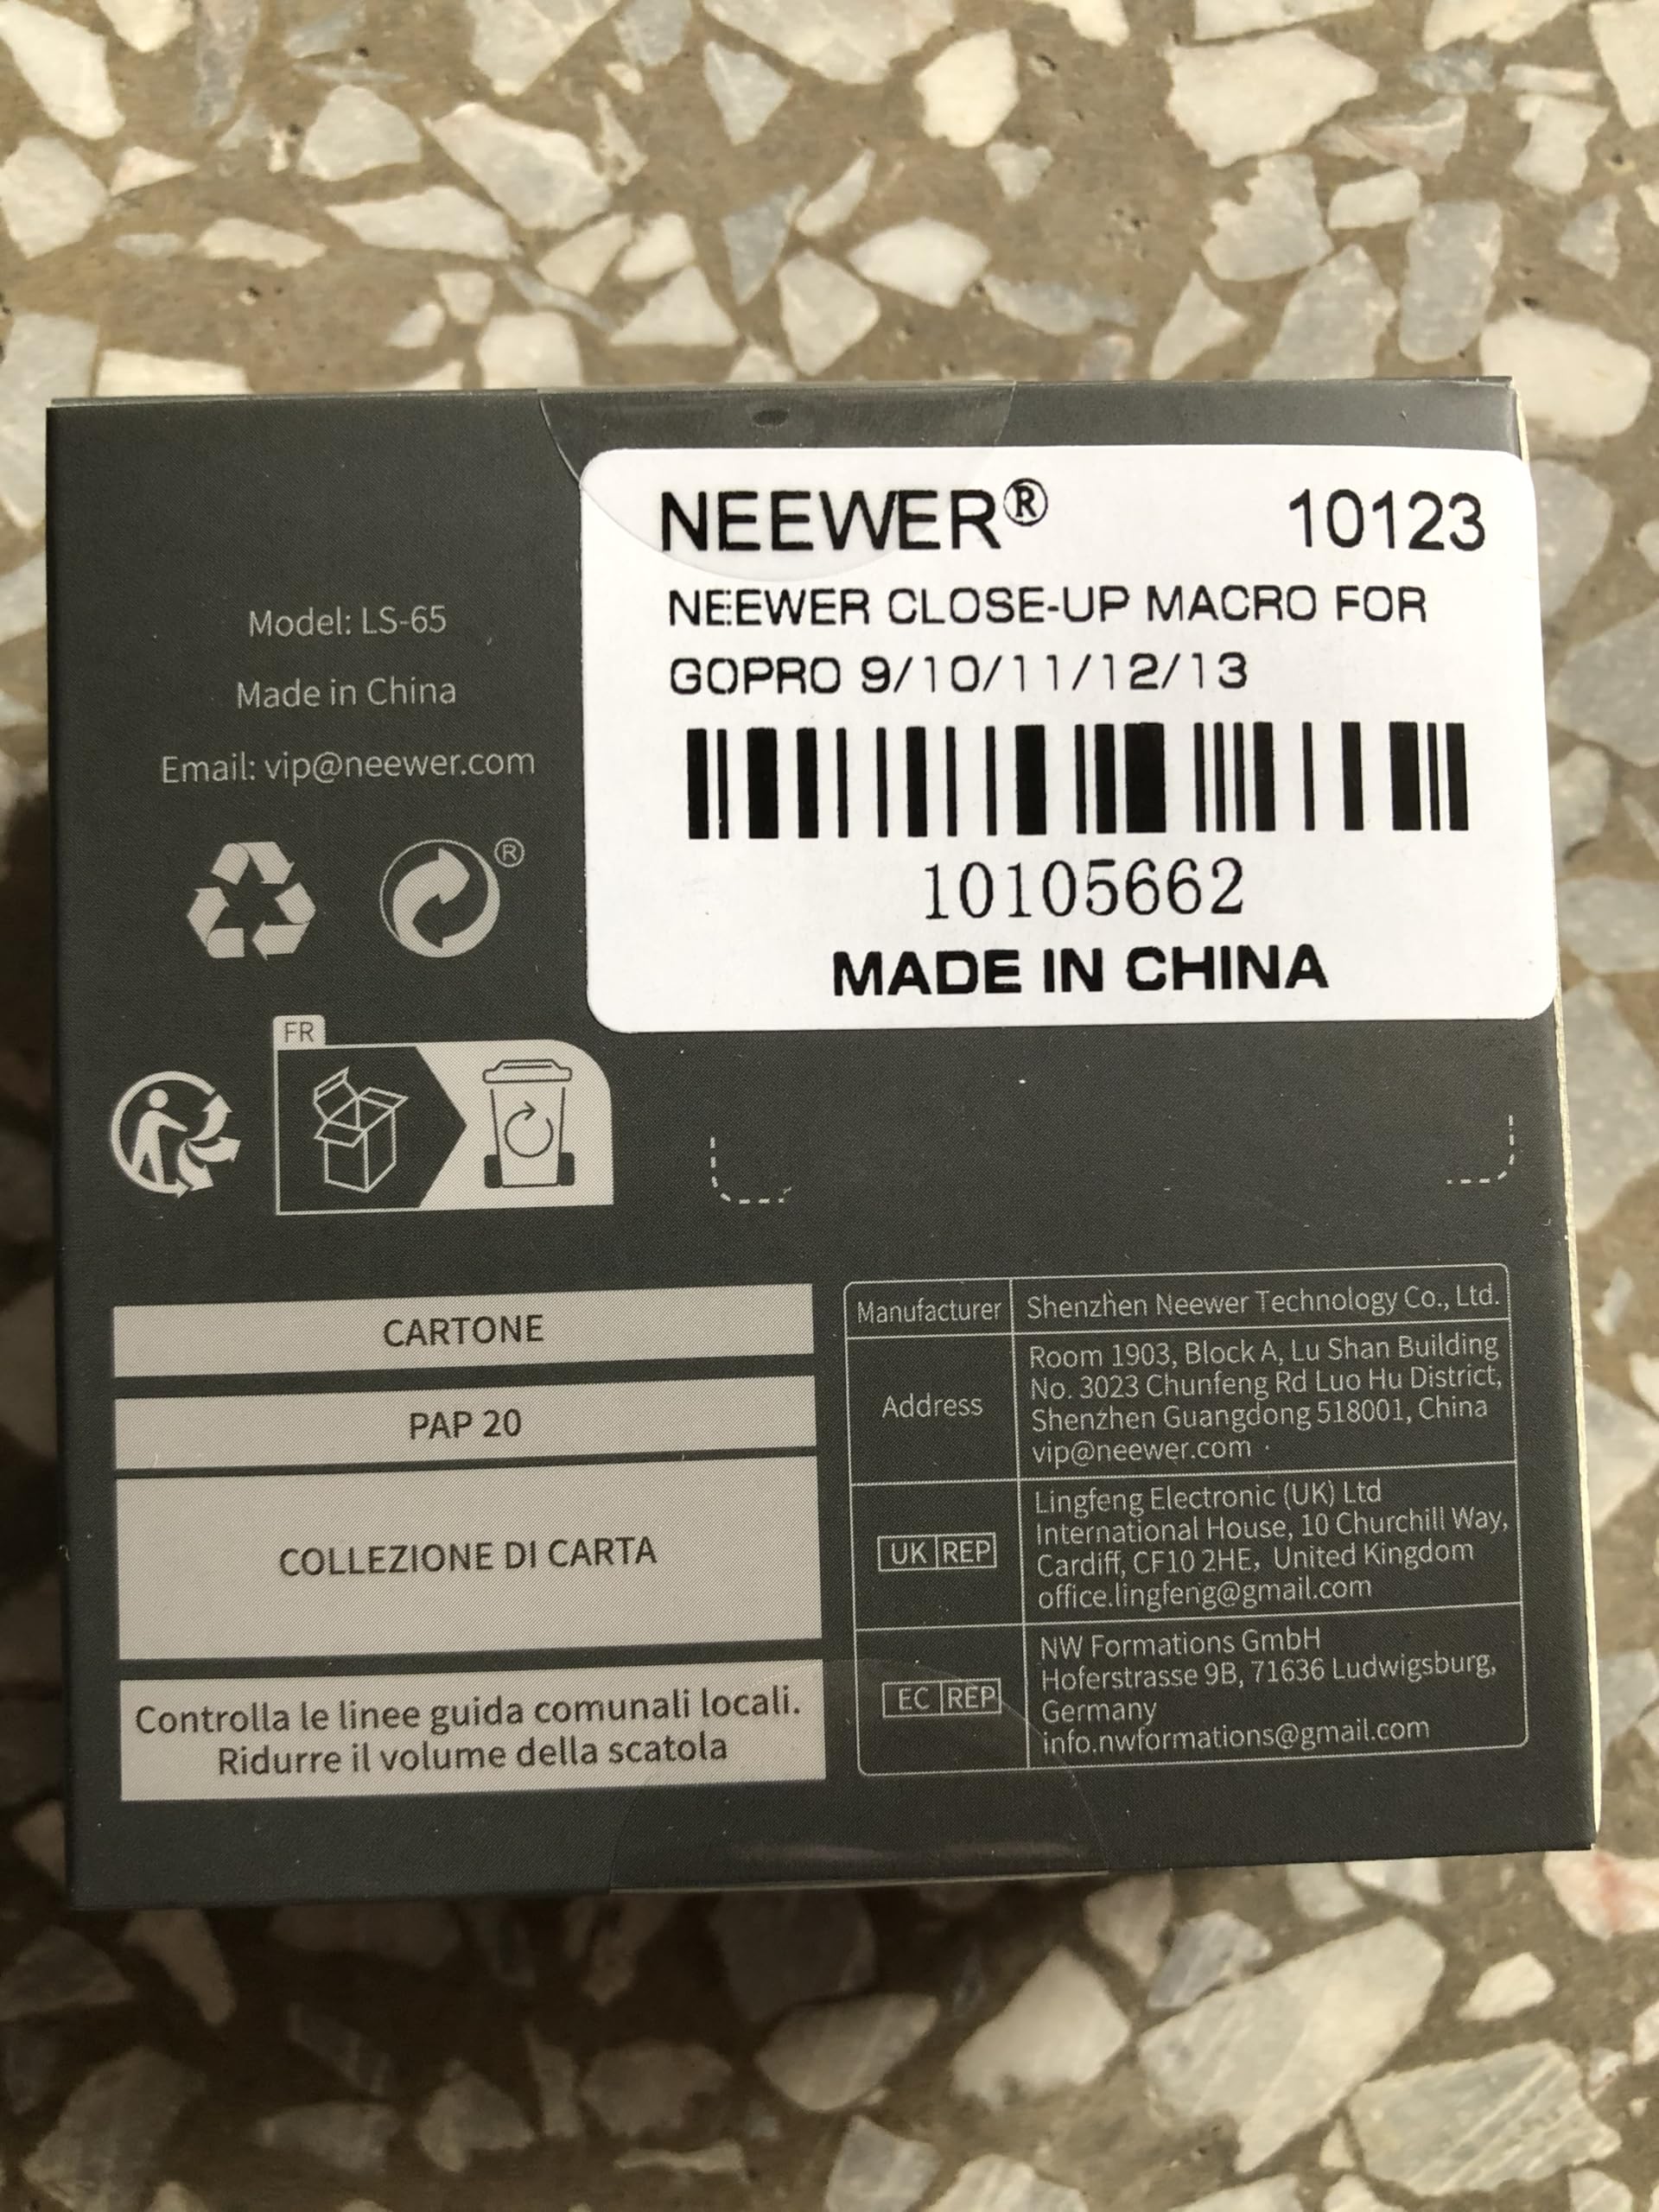 NEEWER® 10123
NEEWER CLOSE-UP MACRO FOR
GOPRO 9/10/11/12/13
10105662
MADE IN CHINA
Model: LS-65
Made in China
Email: vip@neewer.com
®
FR
CARTONE
PAP 20
COLLEZIONE DI CARTA
Controlla le linee guida comunali locali.
Ridurre il volume della scatola
Manufacturer Shenzhen Neewer Technology Co., Ltd.
Address
Room 1903, Block A, Lu Shan Building
No. 3023 Chunfeng Rd Luo Hu District,
Shenzhen Guangdong 518001, China
vip@neewer.com
UK REP
Lingfeng Electronic (UK) Ltd
International House, 10 Churchill Way,
Cardiff, CF10 2HE, United Kingdom
office.lingfeng@gmail.com
EC REP
NW Formations GmbH
Hoferstrasse 9B, 71636 Ludwigsburg,
Germany
info.nwformations@gmail.com